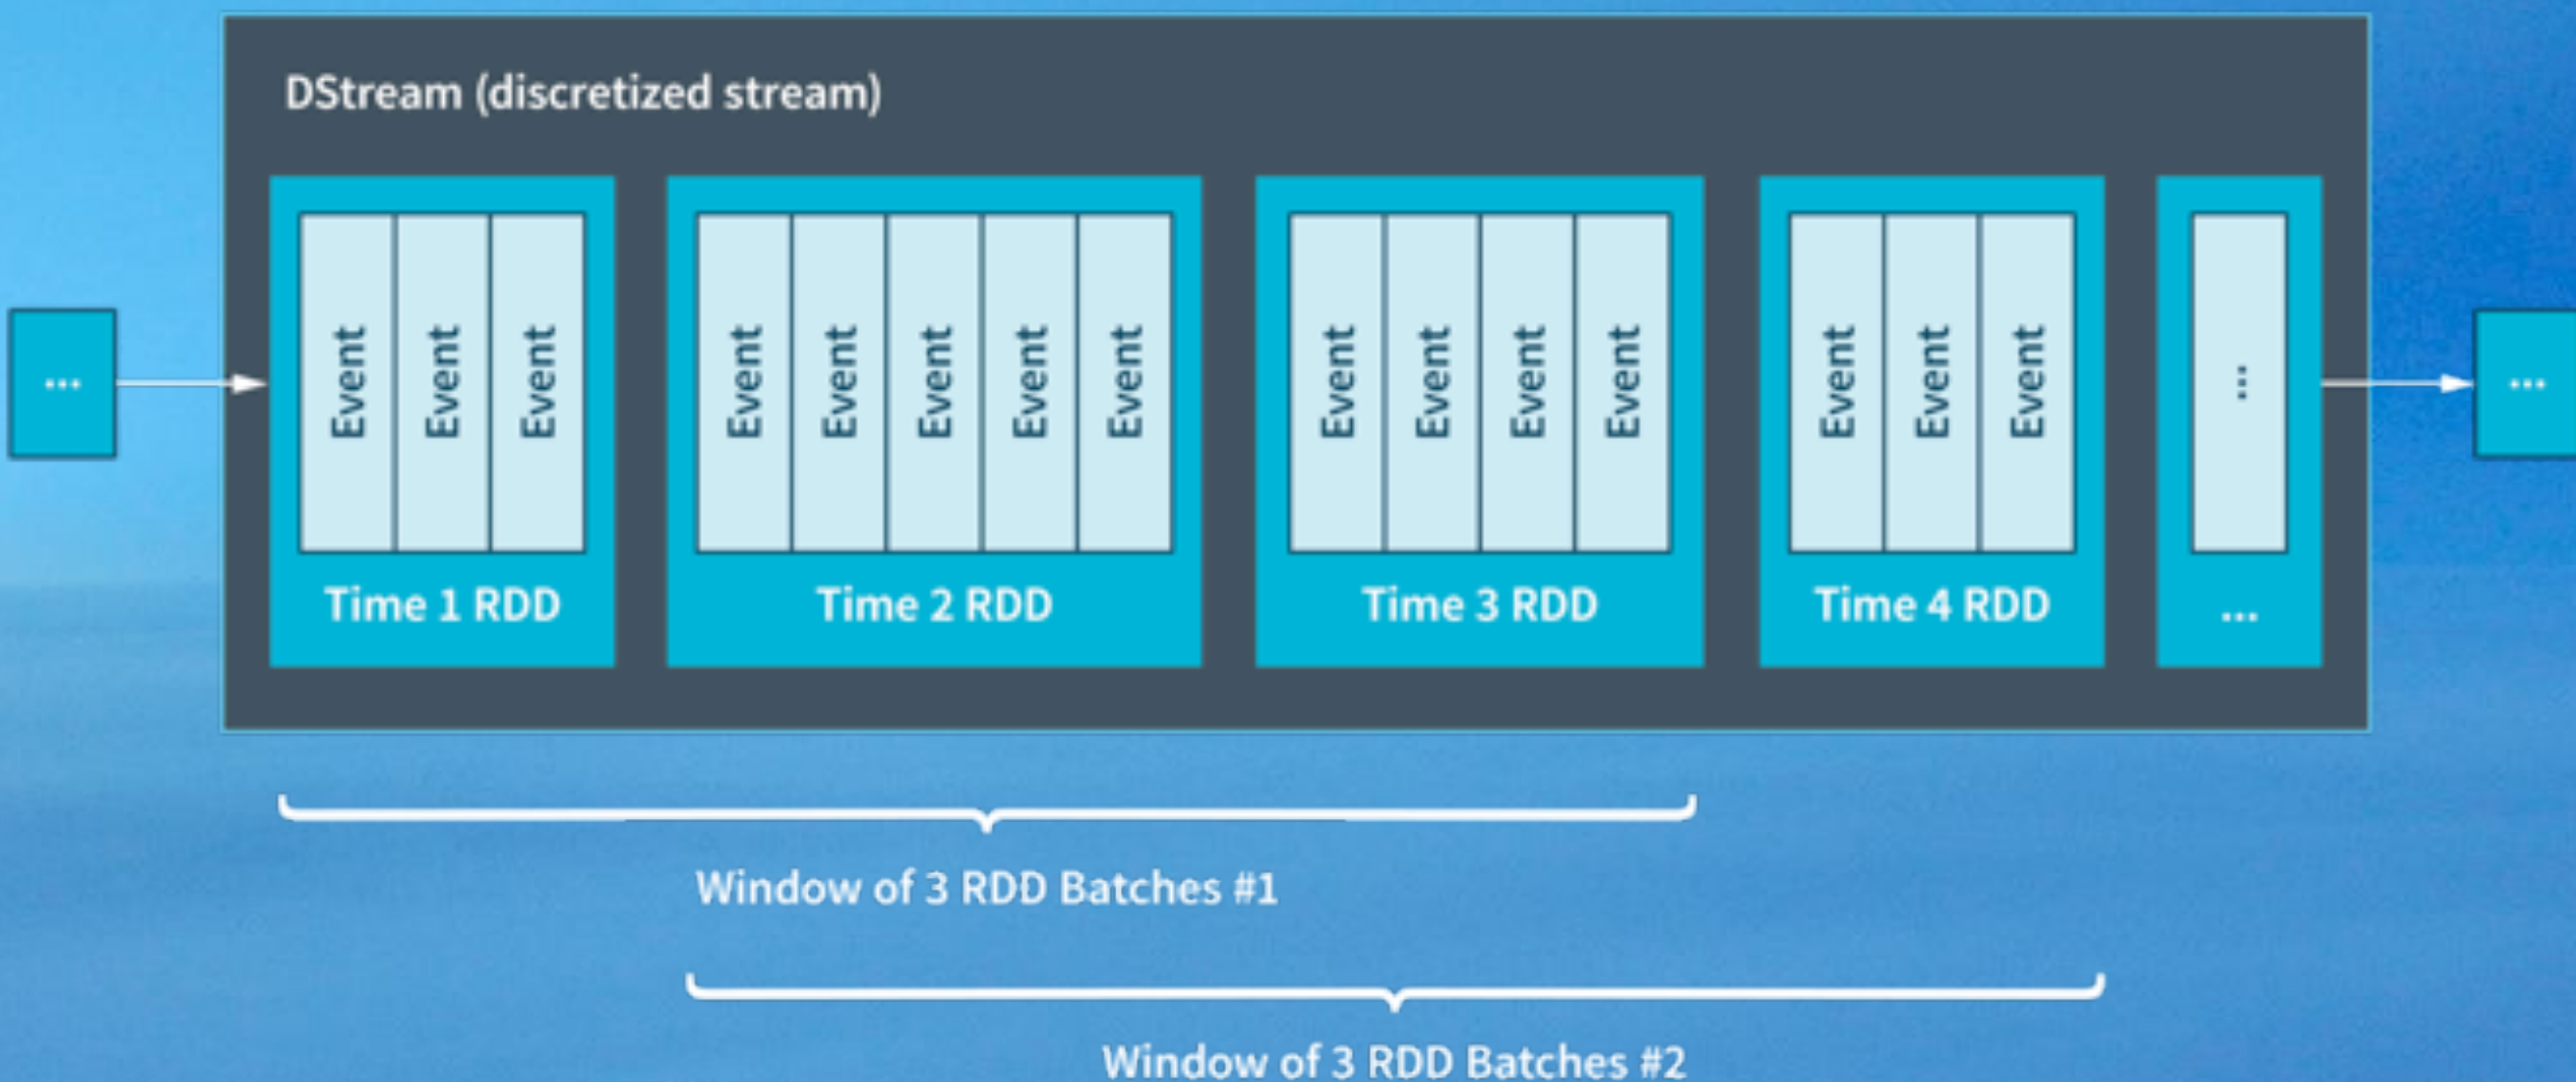 DStream (discretized stream)
...
Event
Event
Event
Time 1 RDD
Event
Event
Event
Event
Event
Time 2 RDD
Event
Event
Event
Event
Time 3 RDD
Event
Event
Event
Time 4 RDD
...
...
...
Window of 3 RDD Batches #1
Window of 3 RDD Batches #2